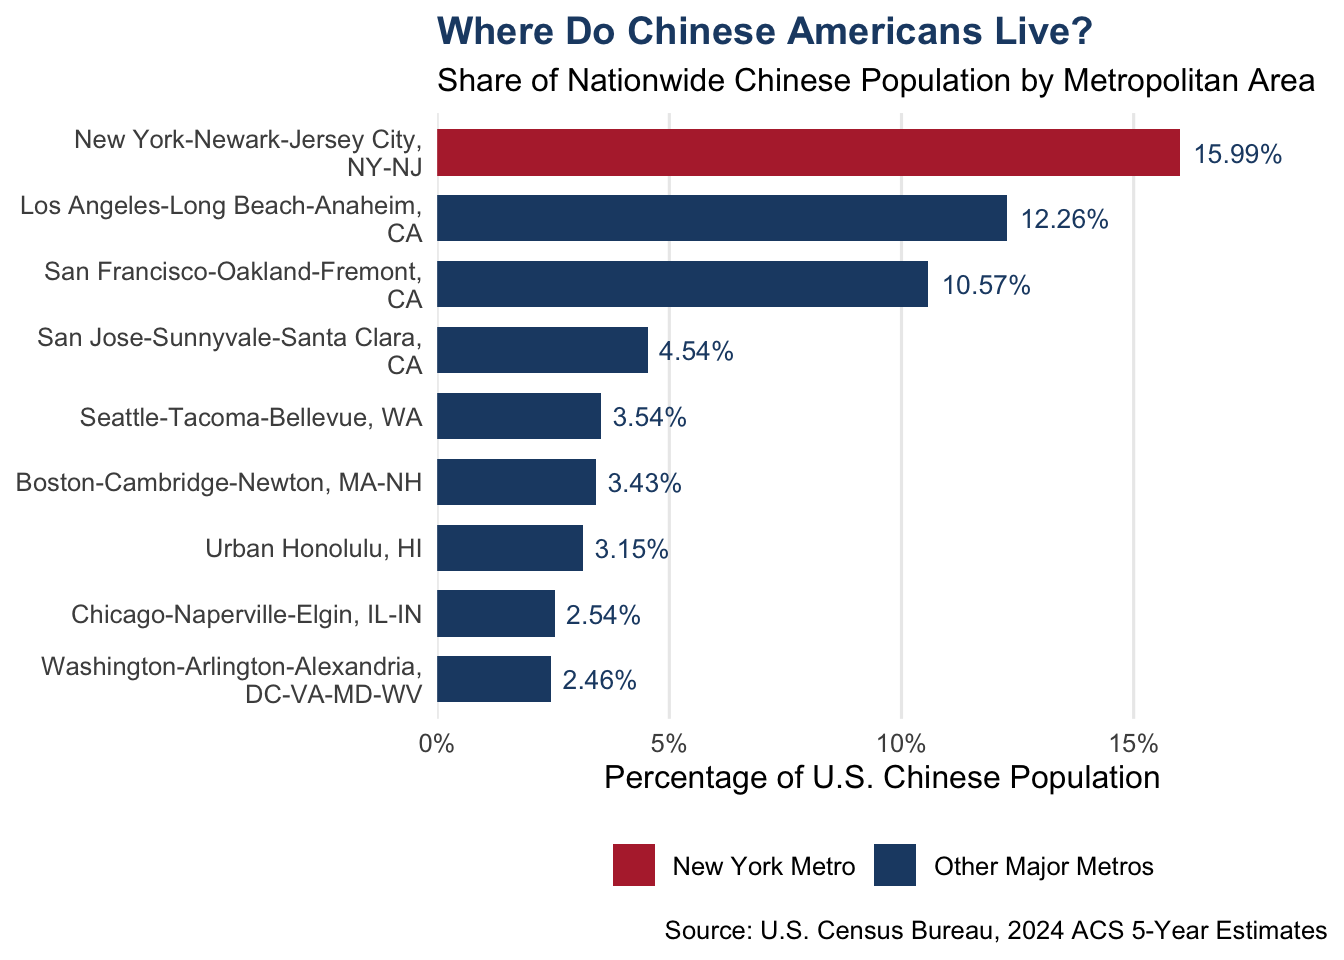 Where Do Chinese Americans Live?
Share of Nationwide Chinese Population by Metropolitan Area
New York-Newark-Jersey City,
NY-NJ
15.99%
Los Angeles-Long Beach-Anaheim,
CA
12.26%
San Francisco-Oakland-Fremont,
CA
10.57%
San Jose-Sunnyvale-Santa Clara,
CA
4.54%
Seattle-Tacoma-Bellevue, WA
3.54%
Boston-Cambridge-Newton, MA-NH
3.43%
Urban Honolulu, HI
3.15%
Chicago-Naperville-Elgin, IL-IN
2.54%
Washington-Arlington-Alexandria,
DC-VA-MD-WV
2.46%
0% 5% 10% 15%
Percentage of U.S. Chinese Population
New York Metro Other Major Metros
Source: U.S. Census Bureau, 2024 ACS 5-Year Estimates